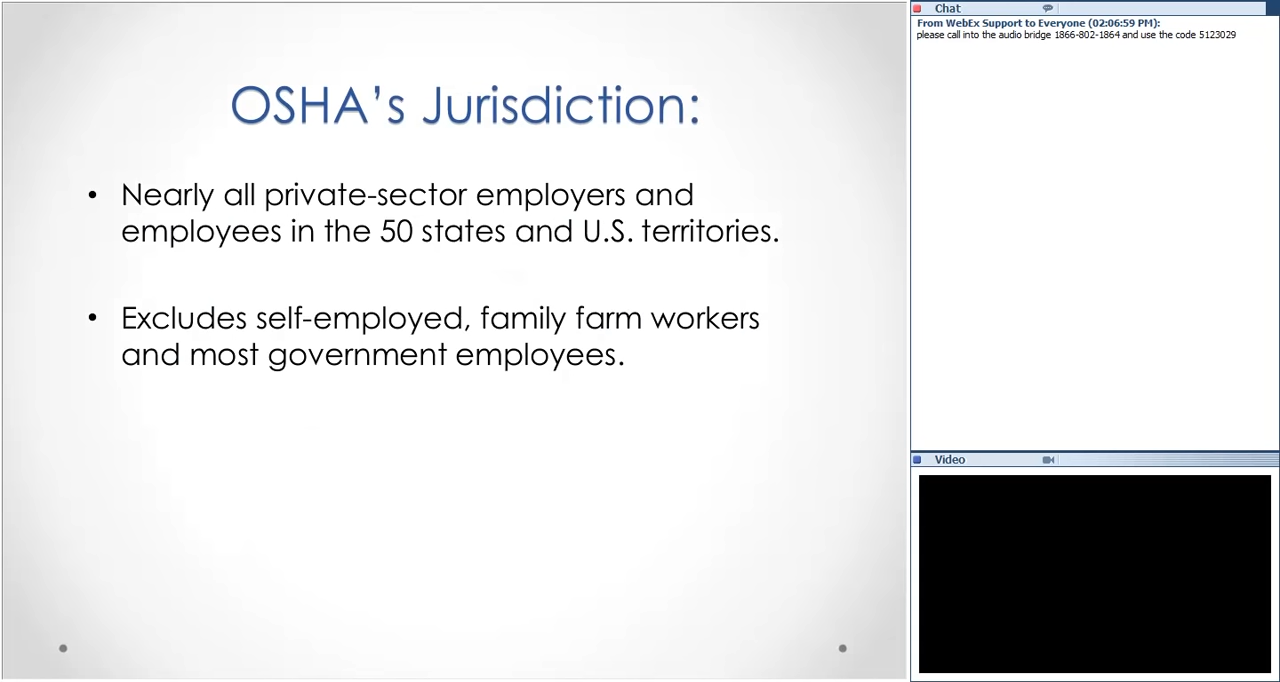 OSHA's Jurisdiction:
• Nearly all private-sector employers and
employees in the 50 states and U.S. territories.
• Excludes self-employed, family farm workers
and most government employees.
Chat
From WebEx Support to Everyone (02:06:59 PM):
please call into the audio bridge 1866-802-1864 and use the code 5123029
Video